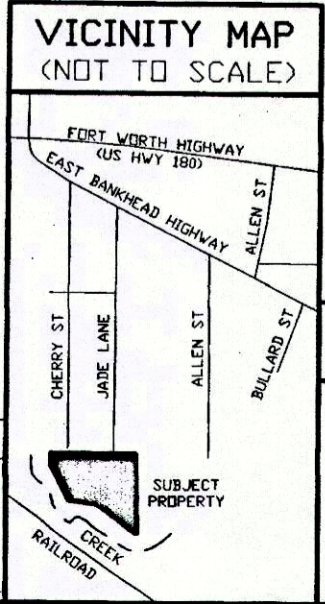 VICINITY MAP
(NOT TO SCALE)
FORT WORTH HIGHWAY
(US HWY 180)
EAST BANKHEAD HIGHWAY
ALLEN ST
CHERRY ST
JADE LANE
ALLEN ST
BULLARD ST
SUBJECT
PROPERTY
CREEK
RAILROAD